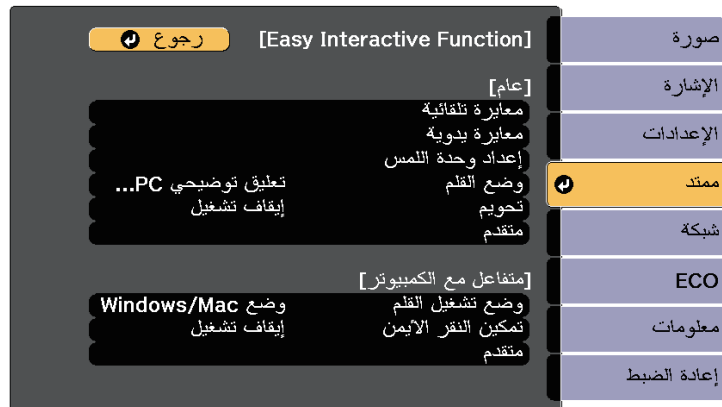 [Easy Interactive Function] رجوع
[عام]
معايرة تلقائية
معايرة يدوية
إعداد وحدة اللمس
وضع القلم تعليق توضيحي PC...
تحويم إيقاف تشغيل
متقدم
[متفاعل مع الكمبيوتر]
وضع تشغيل القلم وضع Windows/Mac
تمكين النقر الأيمن إيقاف تشغيل
متقدم
صورة
الإشارة
الإعدادات
ممتد
شبكة
ECO
معلومات
إعادة الضبط